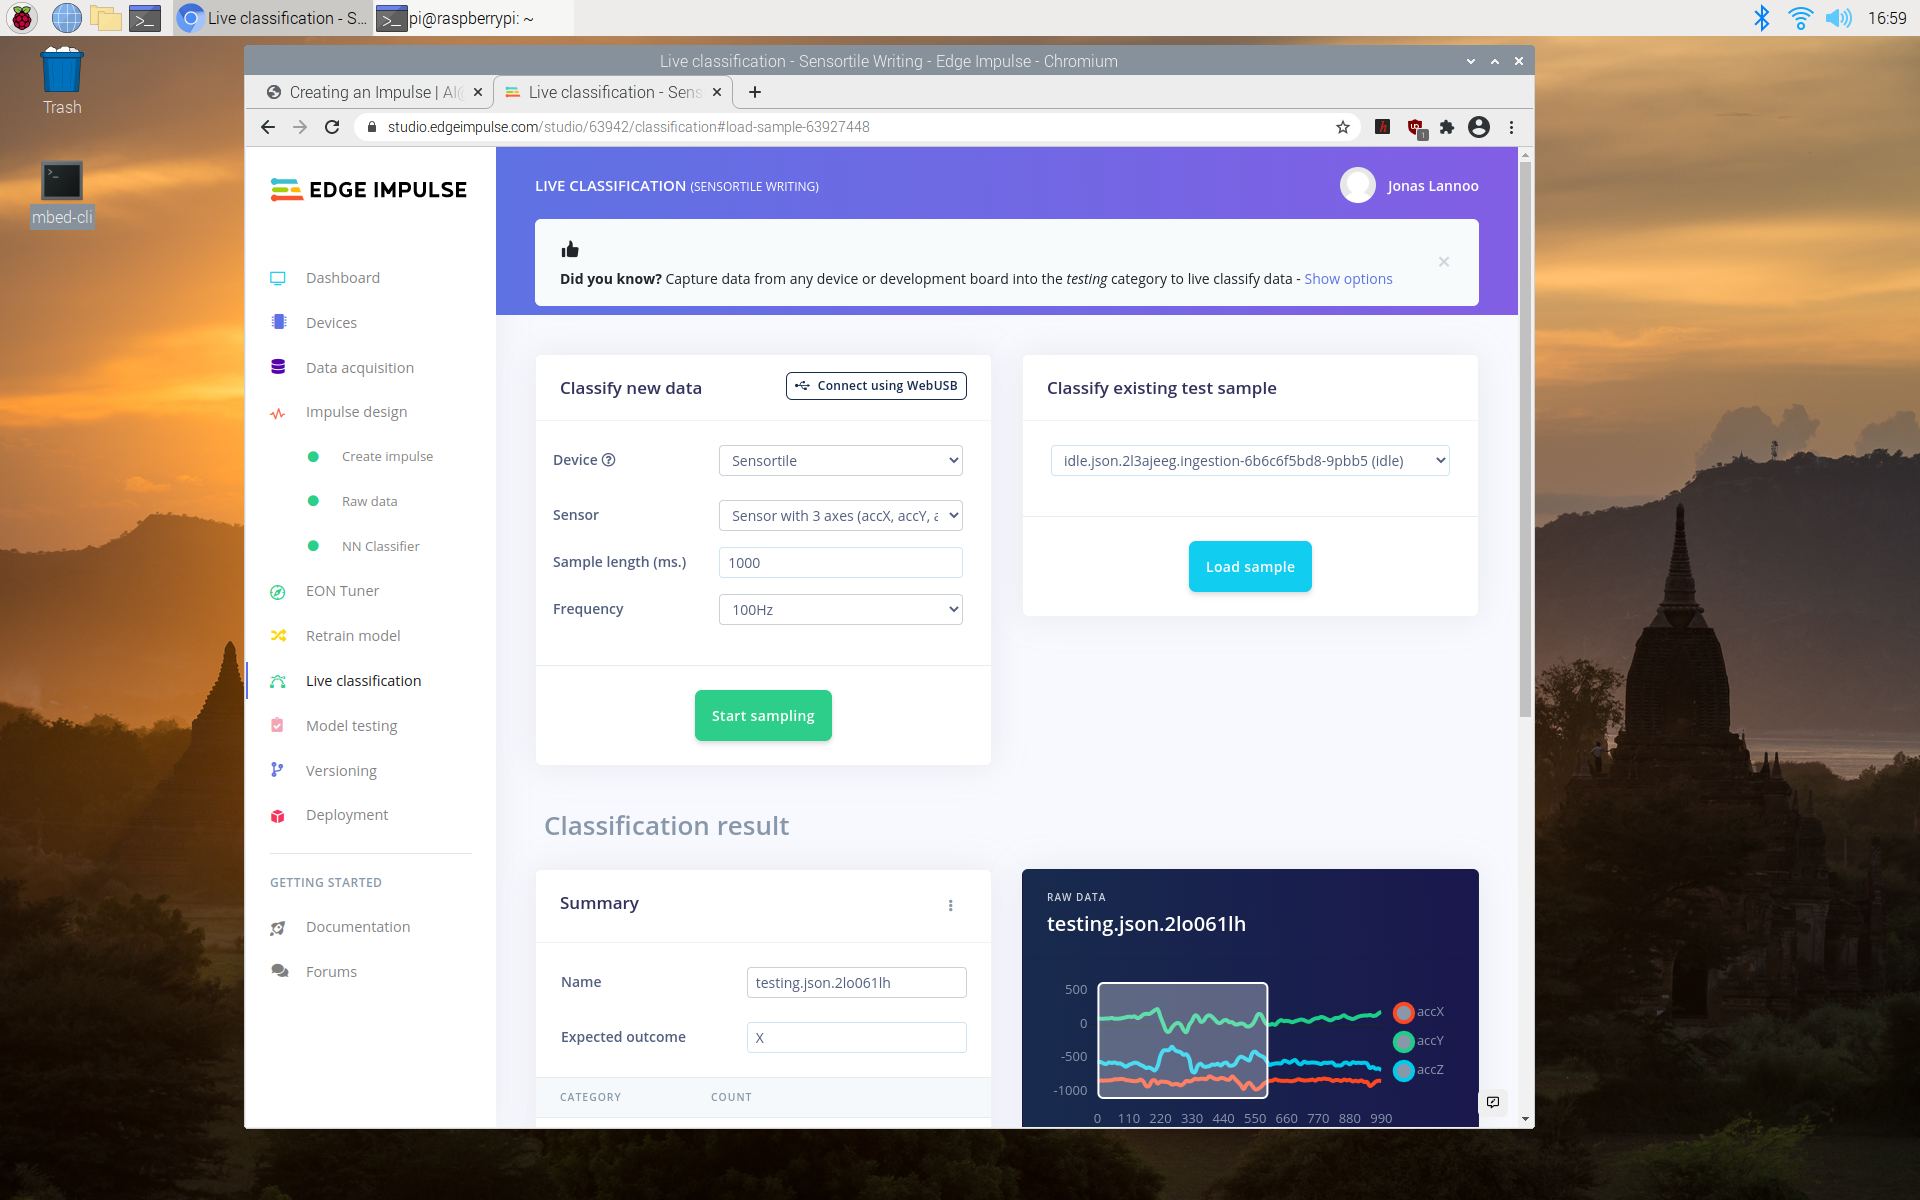 Live classification - S...
pi@raspberrypi: ~
16:59
Trash
mbed-cli
Live classification - Sensortile Writing - Edge Impulse - Chromium
Creating an Impulse | AI@
Live classification - Sens
studio.edgeimpulse.com/studio/63942/classification#load-sample-63927448
EDGE IMPULSE
Dashboard
Devices
Data acquisition
Impulse design
Create impulse
Raw data
NN Classifier
EON Tuner
Retrain model
Live classification
Model testing
Versioning
Deployment
GETTING STARTED
Documentation
Forums
LIVE CLASSIFICATION (SENSORTILE WRITING)
Jonas Lannoo
Did you know? Capture data from any device or development board into the testing category to live classify data - Show options
Classify new data
Connect using WebUSB
Device
Sensortile
Sensor
Sensor with 3 axes (accX, accY, a
Sample length (ms.)
1000
Frequency
100Hz
Start sampling
Classify existing test sample
idle.json.2l3ajeeg.ingestion-6b6c6f5bd8-9pbb5 (idle)
Load sample
Classification result
Summary
Name
testing.json.2lo061lh
Expected outcome
X
CATEGORY COUNT
RAW DATA
testing.json.2lo061lh
500
0
-500
-1000
0 110 220 330 440 550 660 770 880 990
accX
accY
accZ